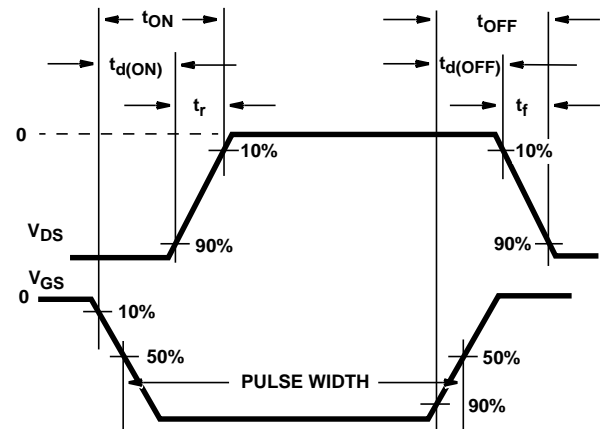 tON
tOFF
td(ON)
td(OFF)
tr
tf
0
10%
10%
VDS
90%
90%
VGS
0
10%
50%
50%
PULSE WIDTH
90%